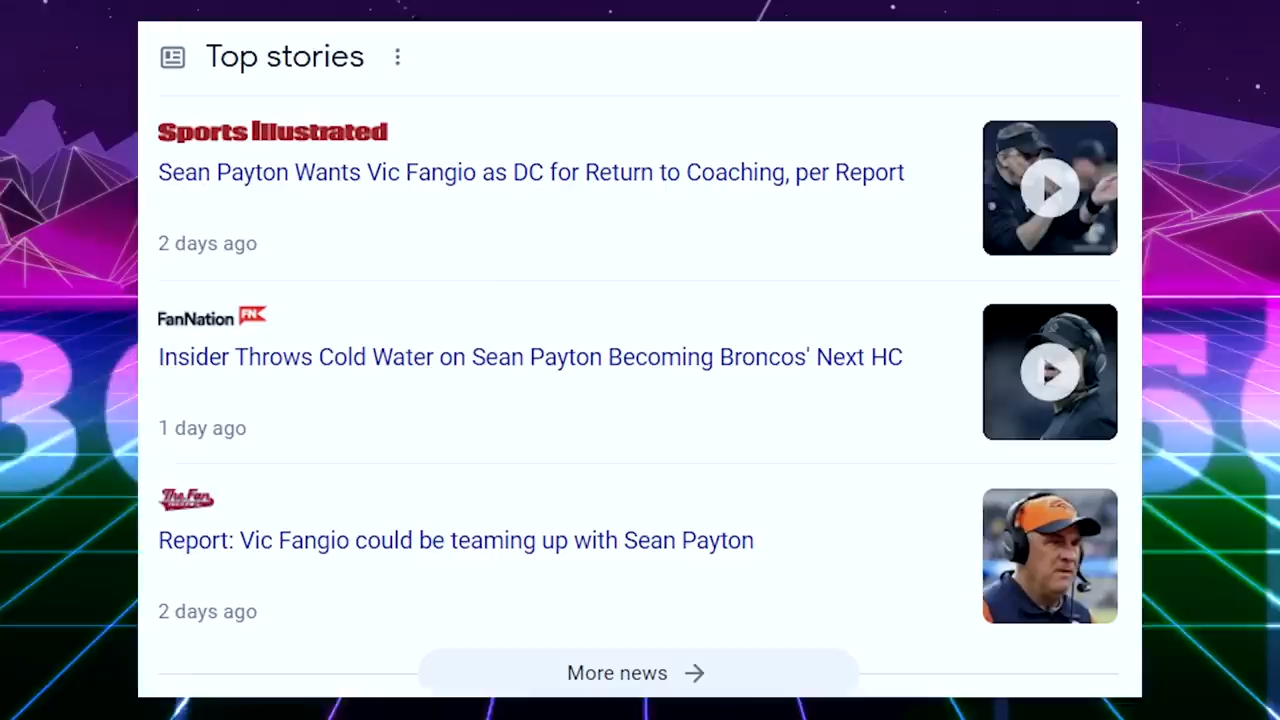 Top stories
Sports Illustrated
Sean Payton Wants Vic Fangio as DC for Return to Coaching, per Report
2 days ago
FanNation FN
Insider Throws Cold Water on Sean Payton Becoming Broncos' Next HC
1 day ago
The Fan
Report: Vic Fangio could be teaming up with Sean Payton
2 days ago
More news